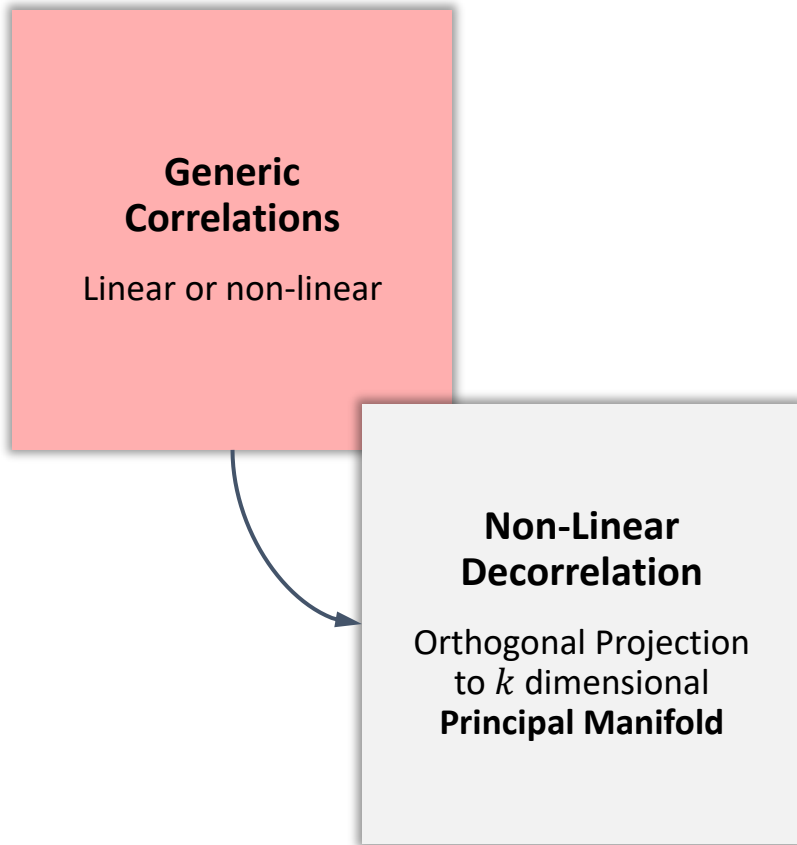 Generic
Correlations
Linear or non-linear
Non-Linear
Decorrelation
Orthogonal Projection
to 𝑘 dimensional
Principal Manifold